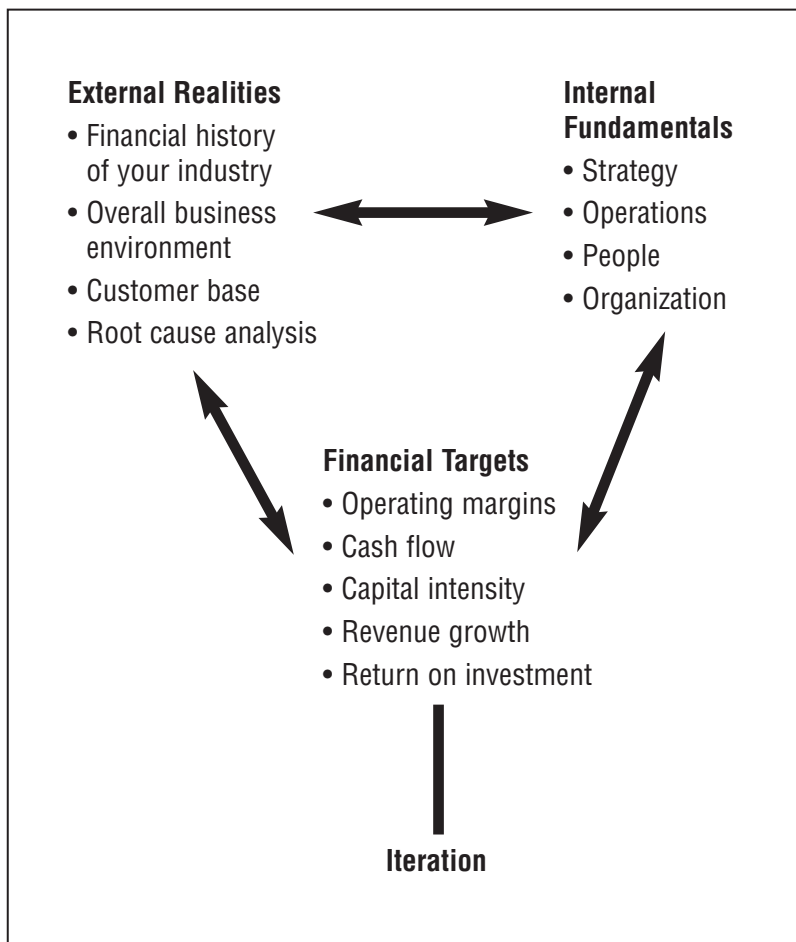 External Realities
• Financial history
of your industry
• Overall business
environment
• Customer base
• Root cause analysis
Internal
Fundamentals
• Strategy
• Operations
• People
• Organization
Financial Targets
• Operating margins
• Cash flow
• Capital intensity
• Revenue growth
• Return on investment
Iteration